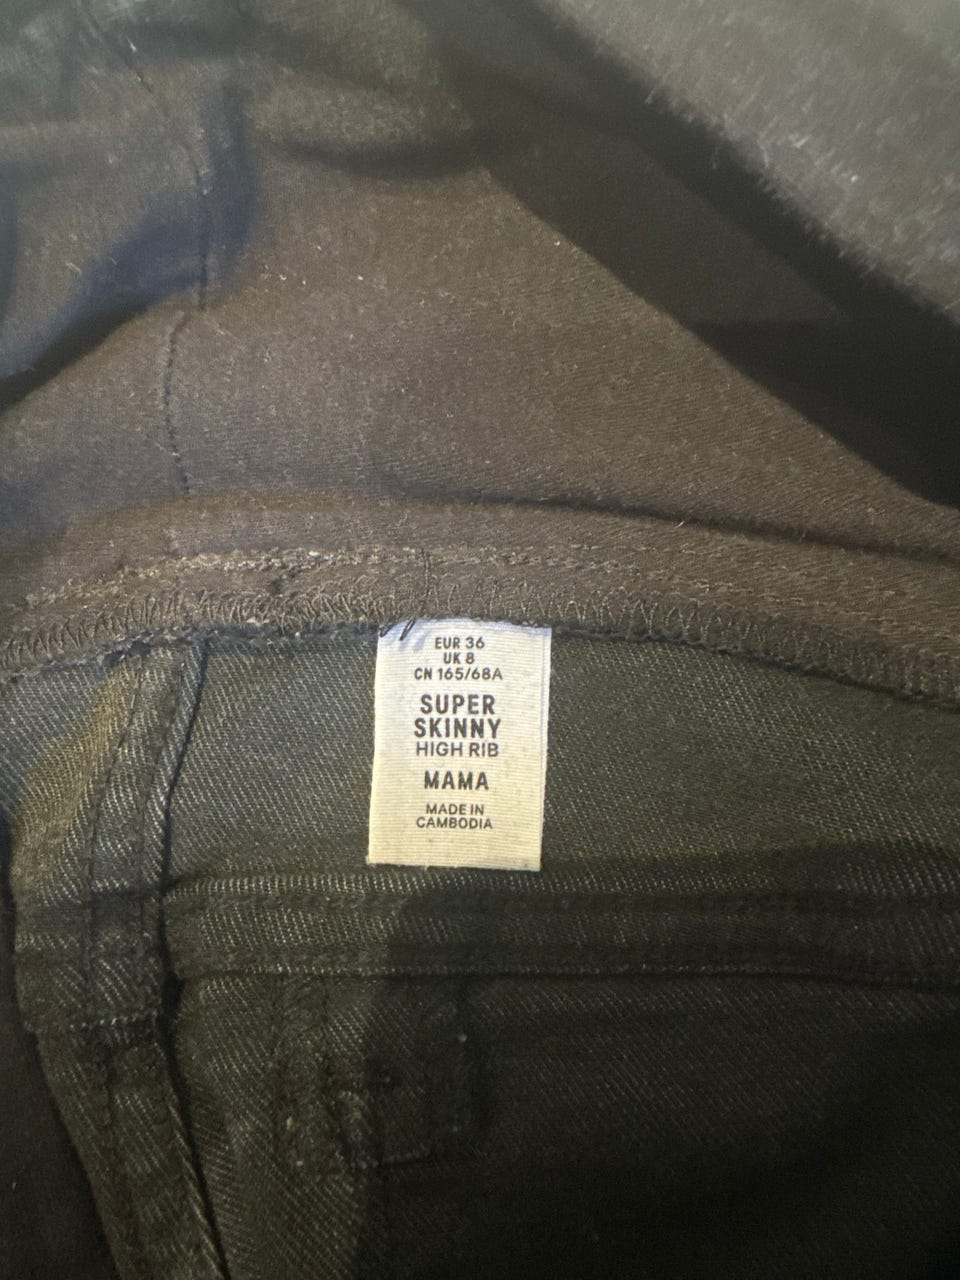 EUR 36
UK 8
CN 165/68A
SUPER
SKINNY
HIGH RIB
MAMA
MADE IN
CAMBODIA